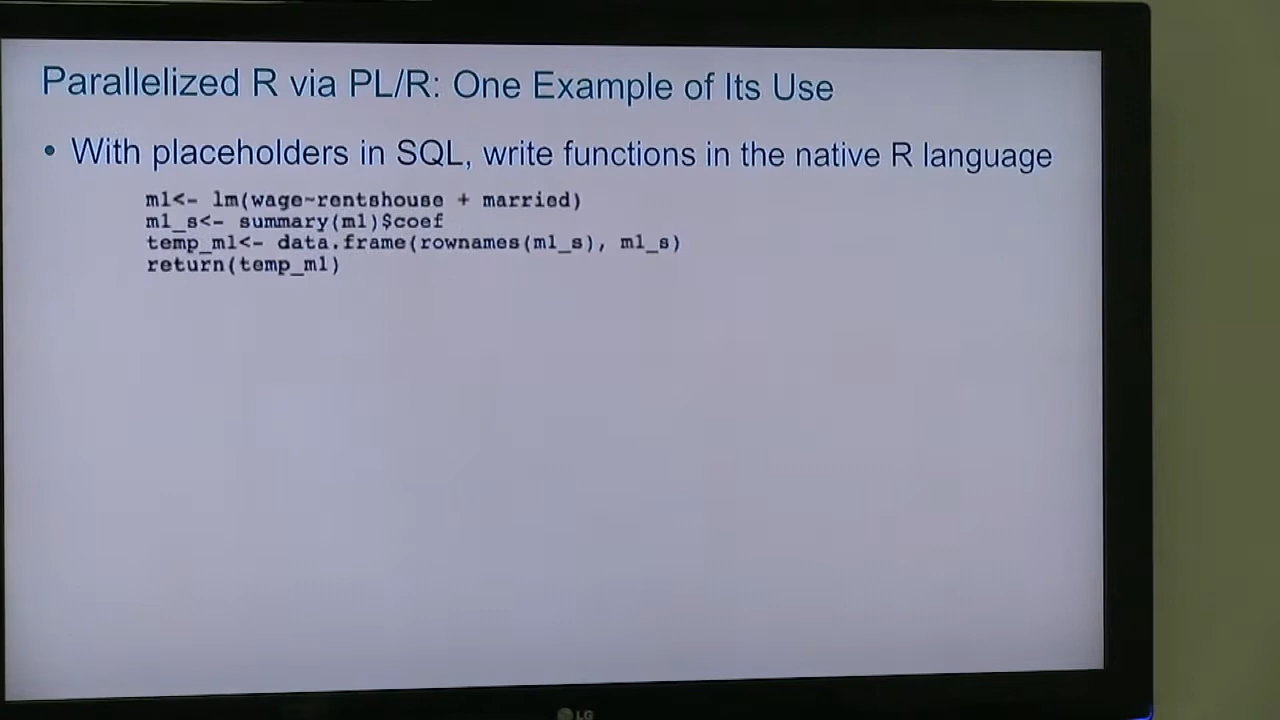 Parallelized R via PL/R: One Example of Its Use
• With placeholders in SQL, write functions in the native R language
m1<- lm(wage~rentshouse + married)
m1_s<- summary(m1)$coef
temp_m1<- data.frame(rownames(m1_s), m1_s)
return(temp_m1)
LG